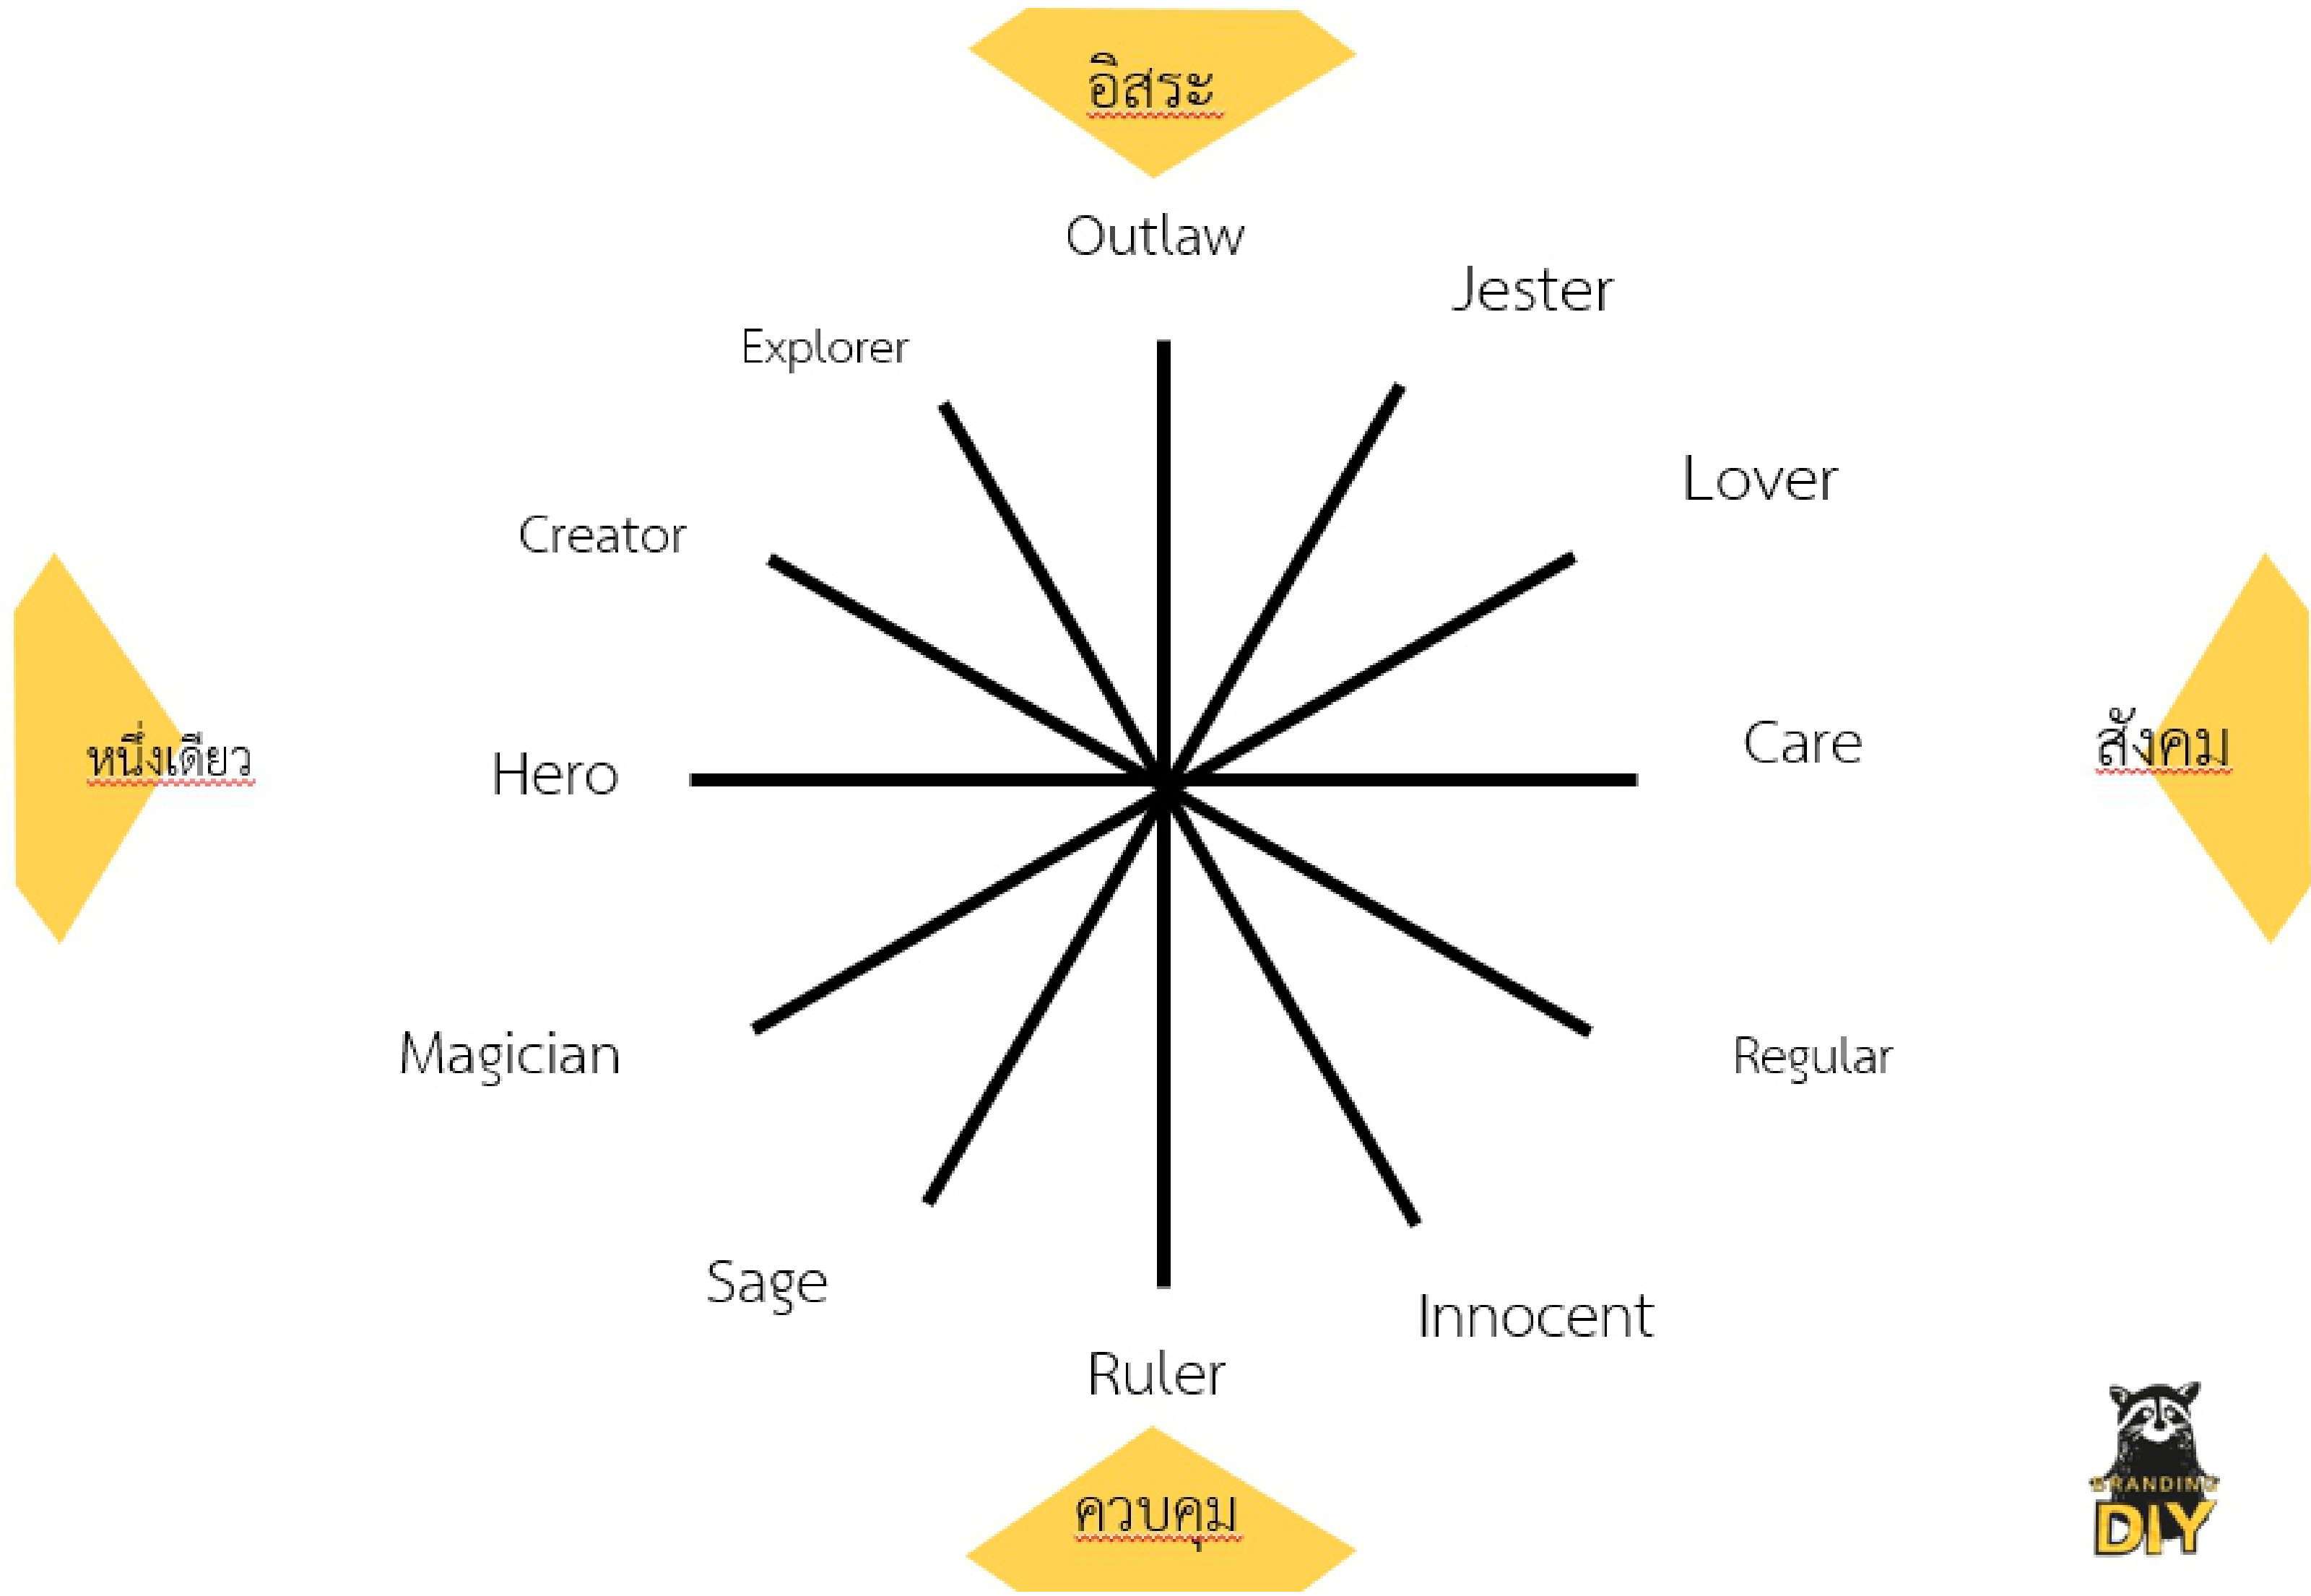 อิสระ
Outlaw
Jester
Explorer
Lover
Creator
หนึ่งเดียว
Hero
Care
สังคม
Magician
Regular
Sage
Innocent
Ruler
ควบคุม
BRANDING
DIY